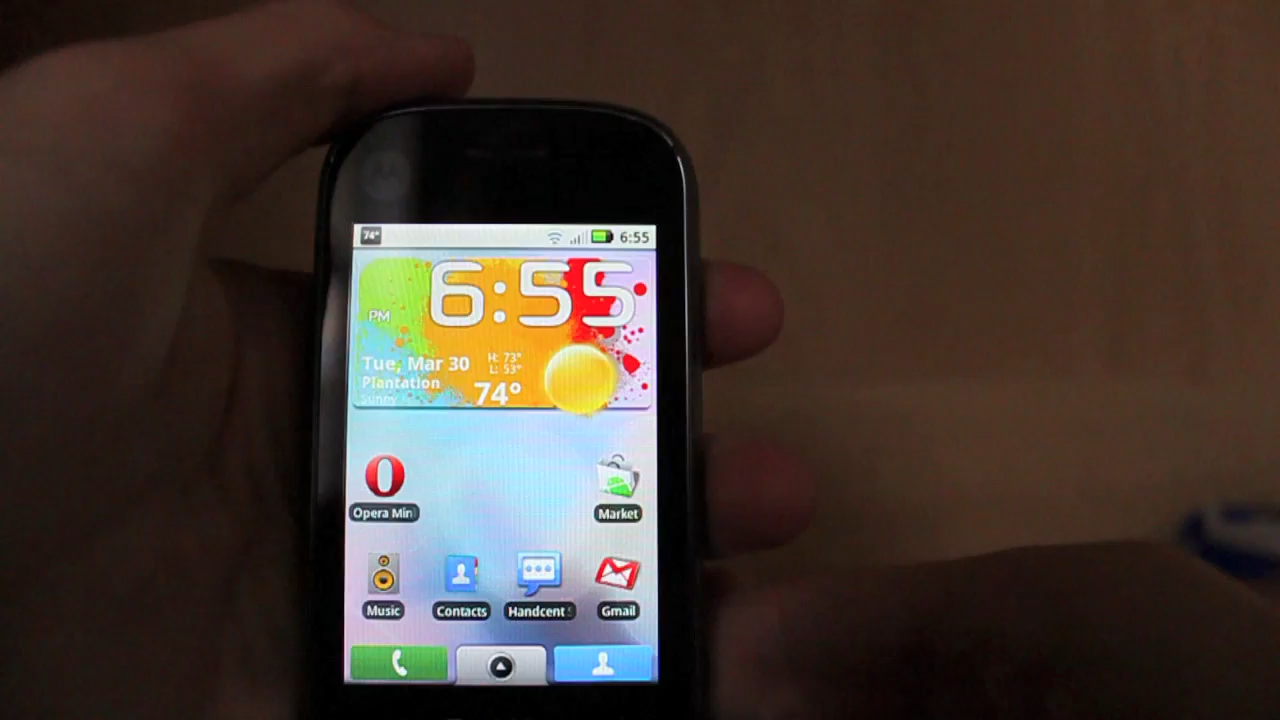 74° 6:55
6:55
PM
Tue, Mar 30
H: 73°
L: 53°
Plantation
74°
Sunny
Opera Min
Market
Music Contacts Handcent S Gmail